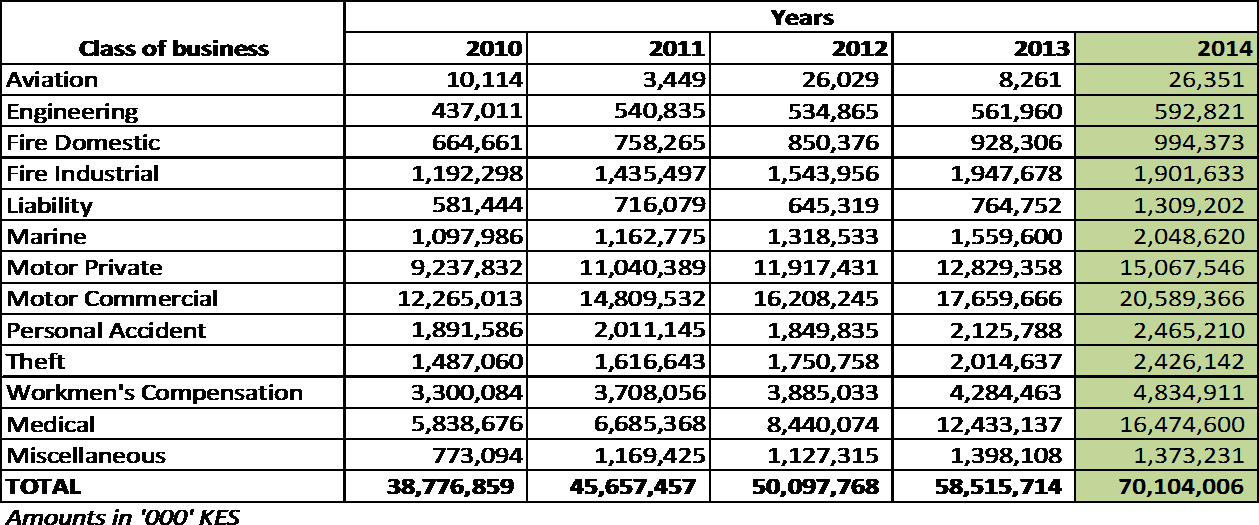 Years
Class of business 2010 2011 2012 2013 2014
Aviation 10,114 3,449 26,029 8,261 26,351
Engineering 437,011 540,835 534,865 561,960 592,821
Fire Domestic 664,661 758,265 850,376 928,306 994,373
Fire Industrial 1,192,298 1,435,497 1,543,956 1,947,678 1,901,633
Liability 581,444 716,079 645,319 764,752 1,309,202
Marine 1,097,986 1,162,775 1,318,533 1,559,600 2,048,620
Motor Private 9,237,832 11,040,389 11,917,431 12,829,358 15,067,546
Motor Commercial 12,265,013 14,809,532 16,208,245 17,659,666 20,589,366
Personal Accident 1,891,586 2,011,145 1,849,835 2,125,788 2,465,210
Theft 1,487,060 1,616,643 1,750,758 2,014,637 2,426,142
Workmen's Compensation 3,300,084 3,708,056 3,885,033 4,284,463 4,834,911
Medical 5,838,676 6,685,368 8,440,074 12,433,137 16,474,600
Miscellaneous 773,094 1,169,425 1,127,315 1,398,108 1,373,231
TOTAL 38,776,859 45,657,457 50,097,768 58,515,714 70,104,006
Amounts in '000' KES